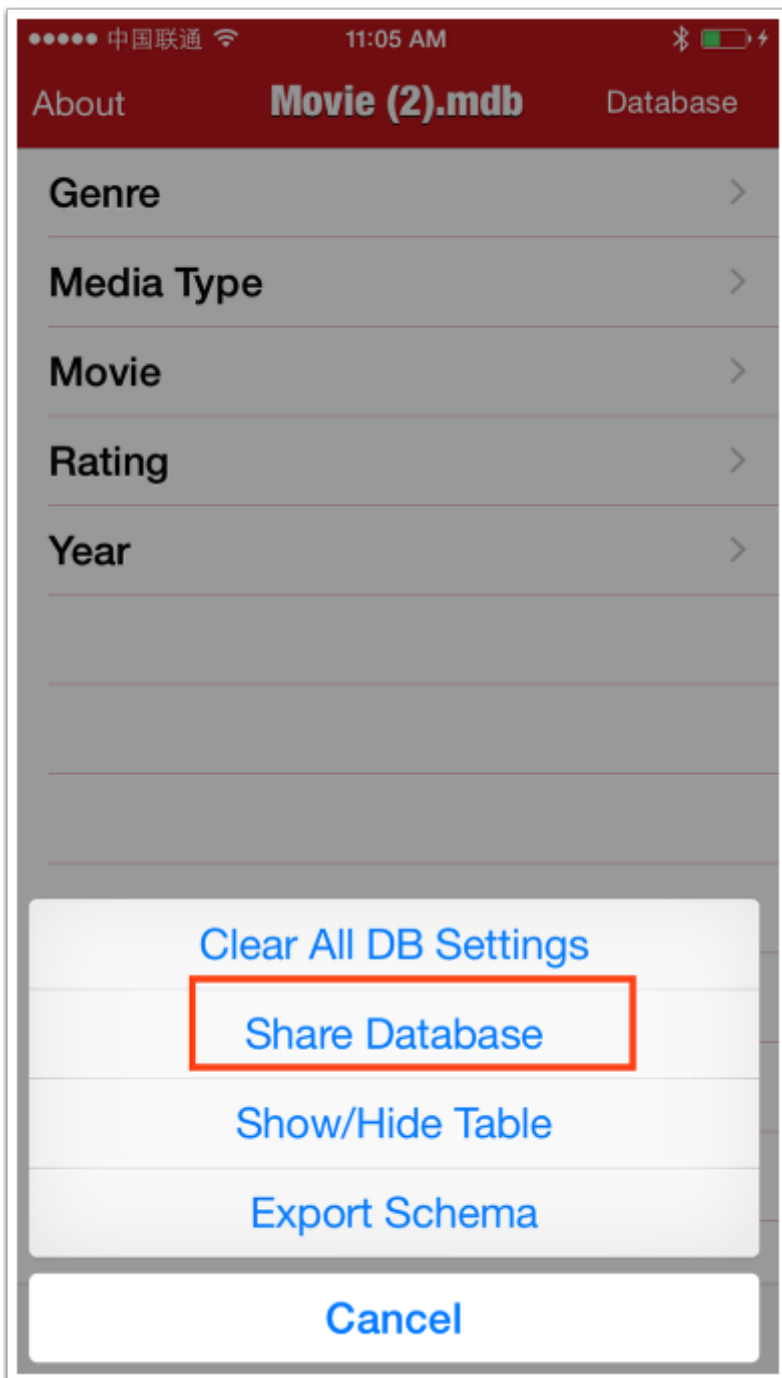 中国联通 11:05 AM
About Movie (2).mdb Database
Genre
Media Type
Movie
Rating
Year
Clear All DB Settings
Share Database
Show/Hide Table
Export Schema
Cancel